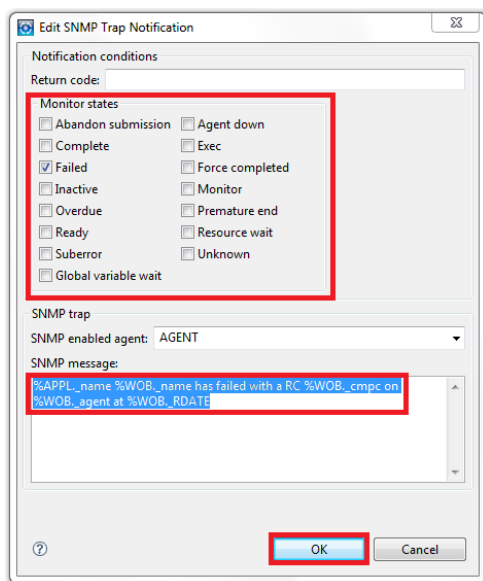 Edit SNMP Trap Notification
Notification conditions
Return code:
Monitor states
Abandon submission Agent down
Complete Exec
Failed Force completed
Inactive Monitor
Overdue Premature end
Ready Resource wait
Suberror Unknown
Global variable wait
SNMP trap
SNMP enabled agent: AGENT
SNMP message:
%APPL._name %WOB._name has failed with a RC %WOB._cmpc on
%WOB._agent at %WOB._RDATE
? OK Cancel